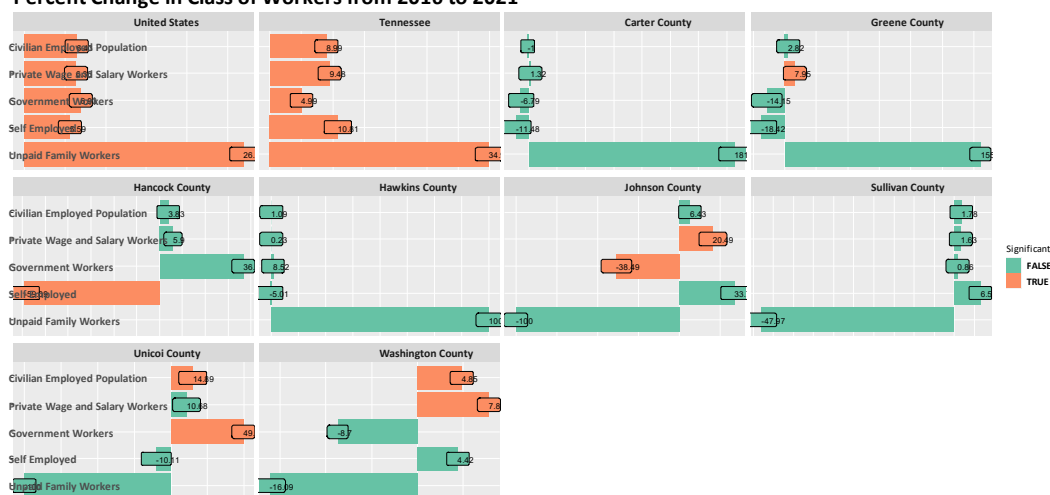 Percent Change in Class of Workers from 2010 to 2021
United States
Tennessee
Carter County
Greene County
Civilian Employed Population
Private Wage and Salary Workers
Government Workers
Self Employed
Unpaid Family Workers
26.
8.99
9.48
4.99
10.81
34.
-1
1.32
-6.79
-11.48
181
2.82
7.95
-14.15
-18.42
155
Hancock County
Hawkins County
Johnson County
Sullivan County
Civilian Employed Population
Private Wage and Salary Workers
Government Workers
Self Employed
Unpaid Family Workers
3.83
5.9
36
1.09
0.23
8.52
-5.01
100
6.43
20.49
-38.49
33.
-100
1.78
1.63
0.86
6.5
-47.97
Significant
FALSE
TRUE
Unicoi County
Washington County
Civilian Employed Population
Private Wage and Salary Workers
Government Workers
Self Employed
Unpaid Family Workers
14.89
10.68
49
-10.11
4.85
7.8
-8.7
4.42
-16.09